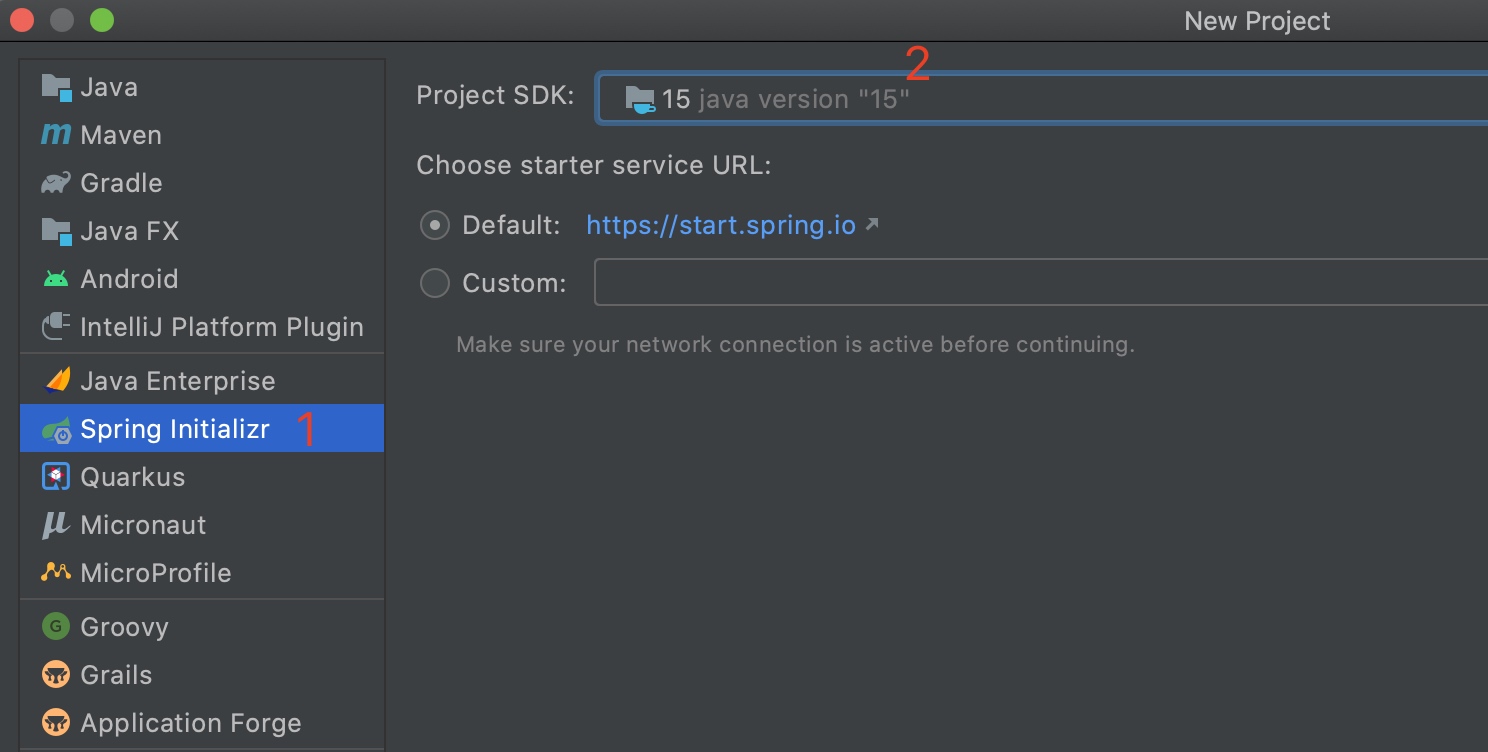 New Project
Java
Maven
Gradle
Java FX
Android
IntelliJ Platform Plugin
Java Enterprise
Spring Initializr 1
Quarkus
Micronaut
MicroProfile
Groovy
Grails
Application Forge
2
Project SDK: 15 java version "15"
Choose starter service URL:
Default: https://start.spring.io
Custom:
Make sure your network connection is active before continuing.